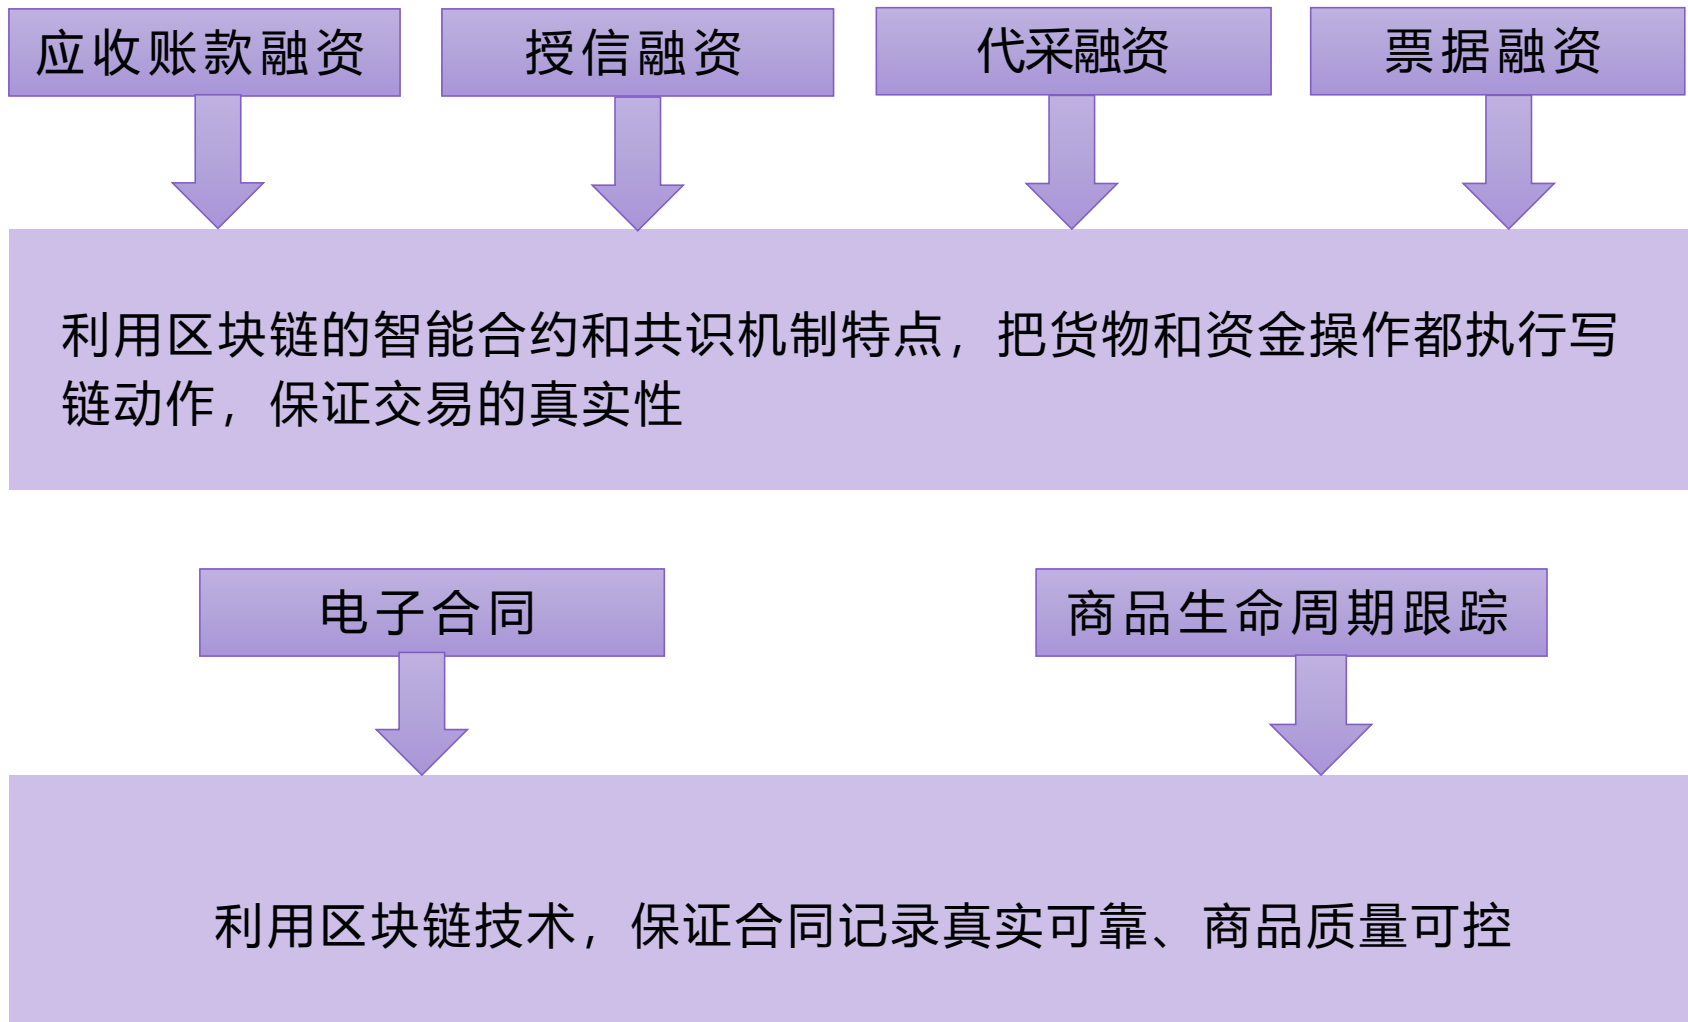 应收账款融资
授信融资
代采融资
票据融资
利用区块链的智能合约和共识机制特点，把货物和资金操作都执行写
链动作，保证交易的真实性
电子合同
商品生命周期跟踪
利用区块链技术，保证合同记录真实可靠、商品质量可控